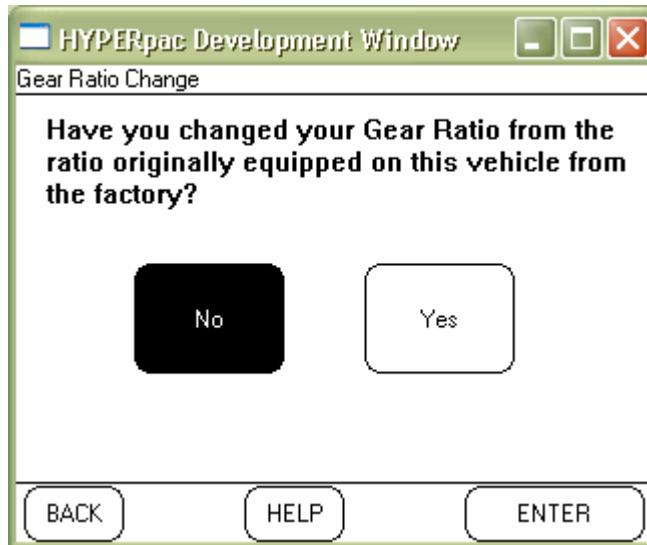 HYPERpac Development Window
Gear Ratio Change
Have you changed your Gear Ratio from the
ratio originally equipped on this vehicle from
the factory?
No Yes
BACK HELP ENTER